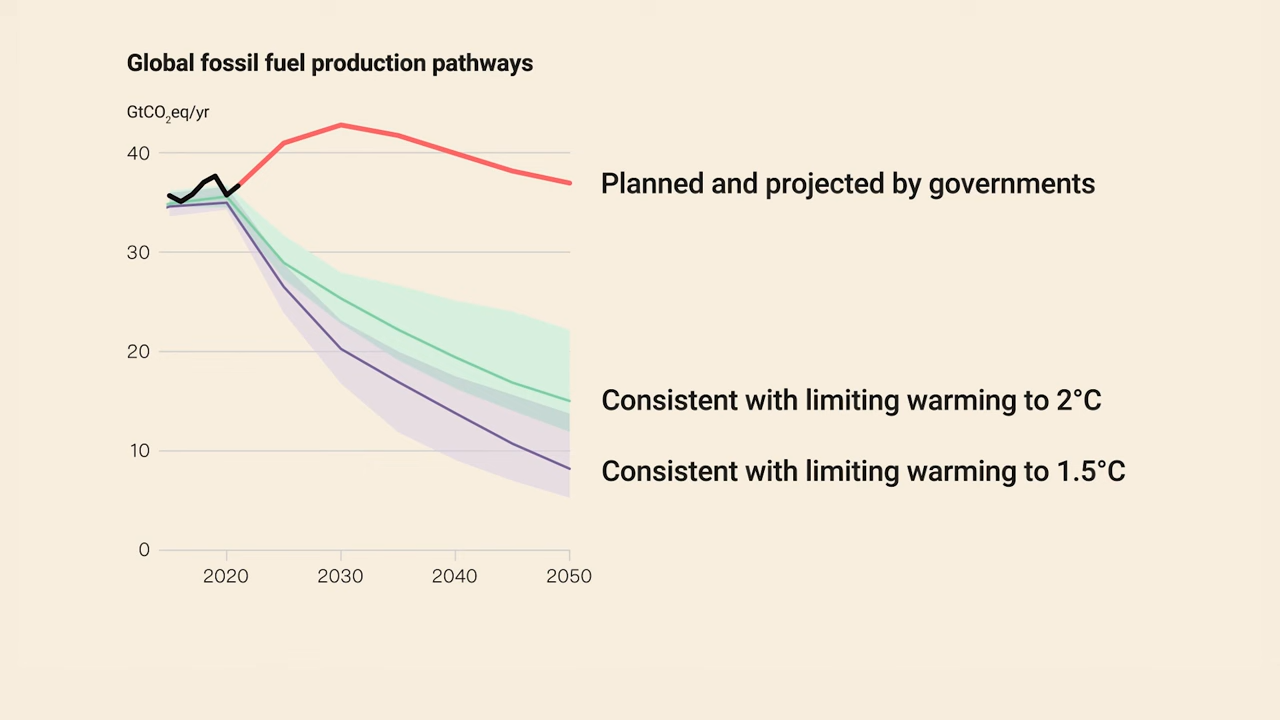 Global fossil fuel production pathways
GtCO₂eq/yr
40
Planned and projected by governments
30
20
Consistent with limiting warming to 2°C
10
Consistent with limiting warming to 1.5°C
0
2020 2030 2040 2050